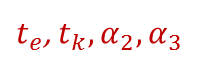 tₑ, tₖ, α₂, α₃